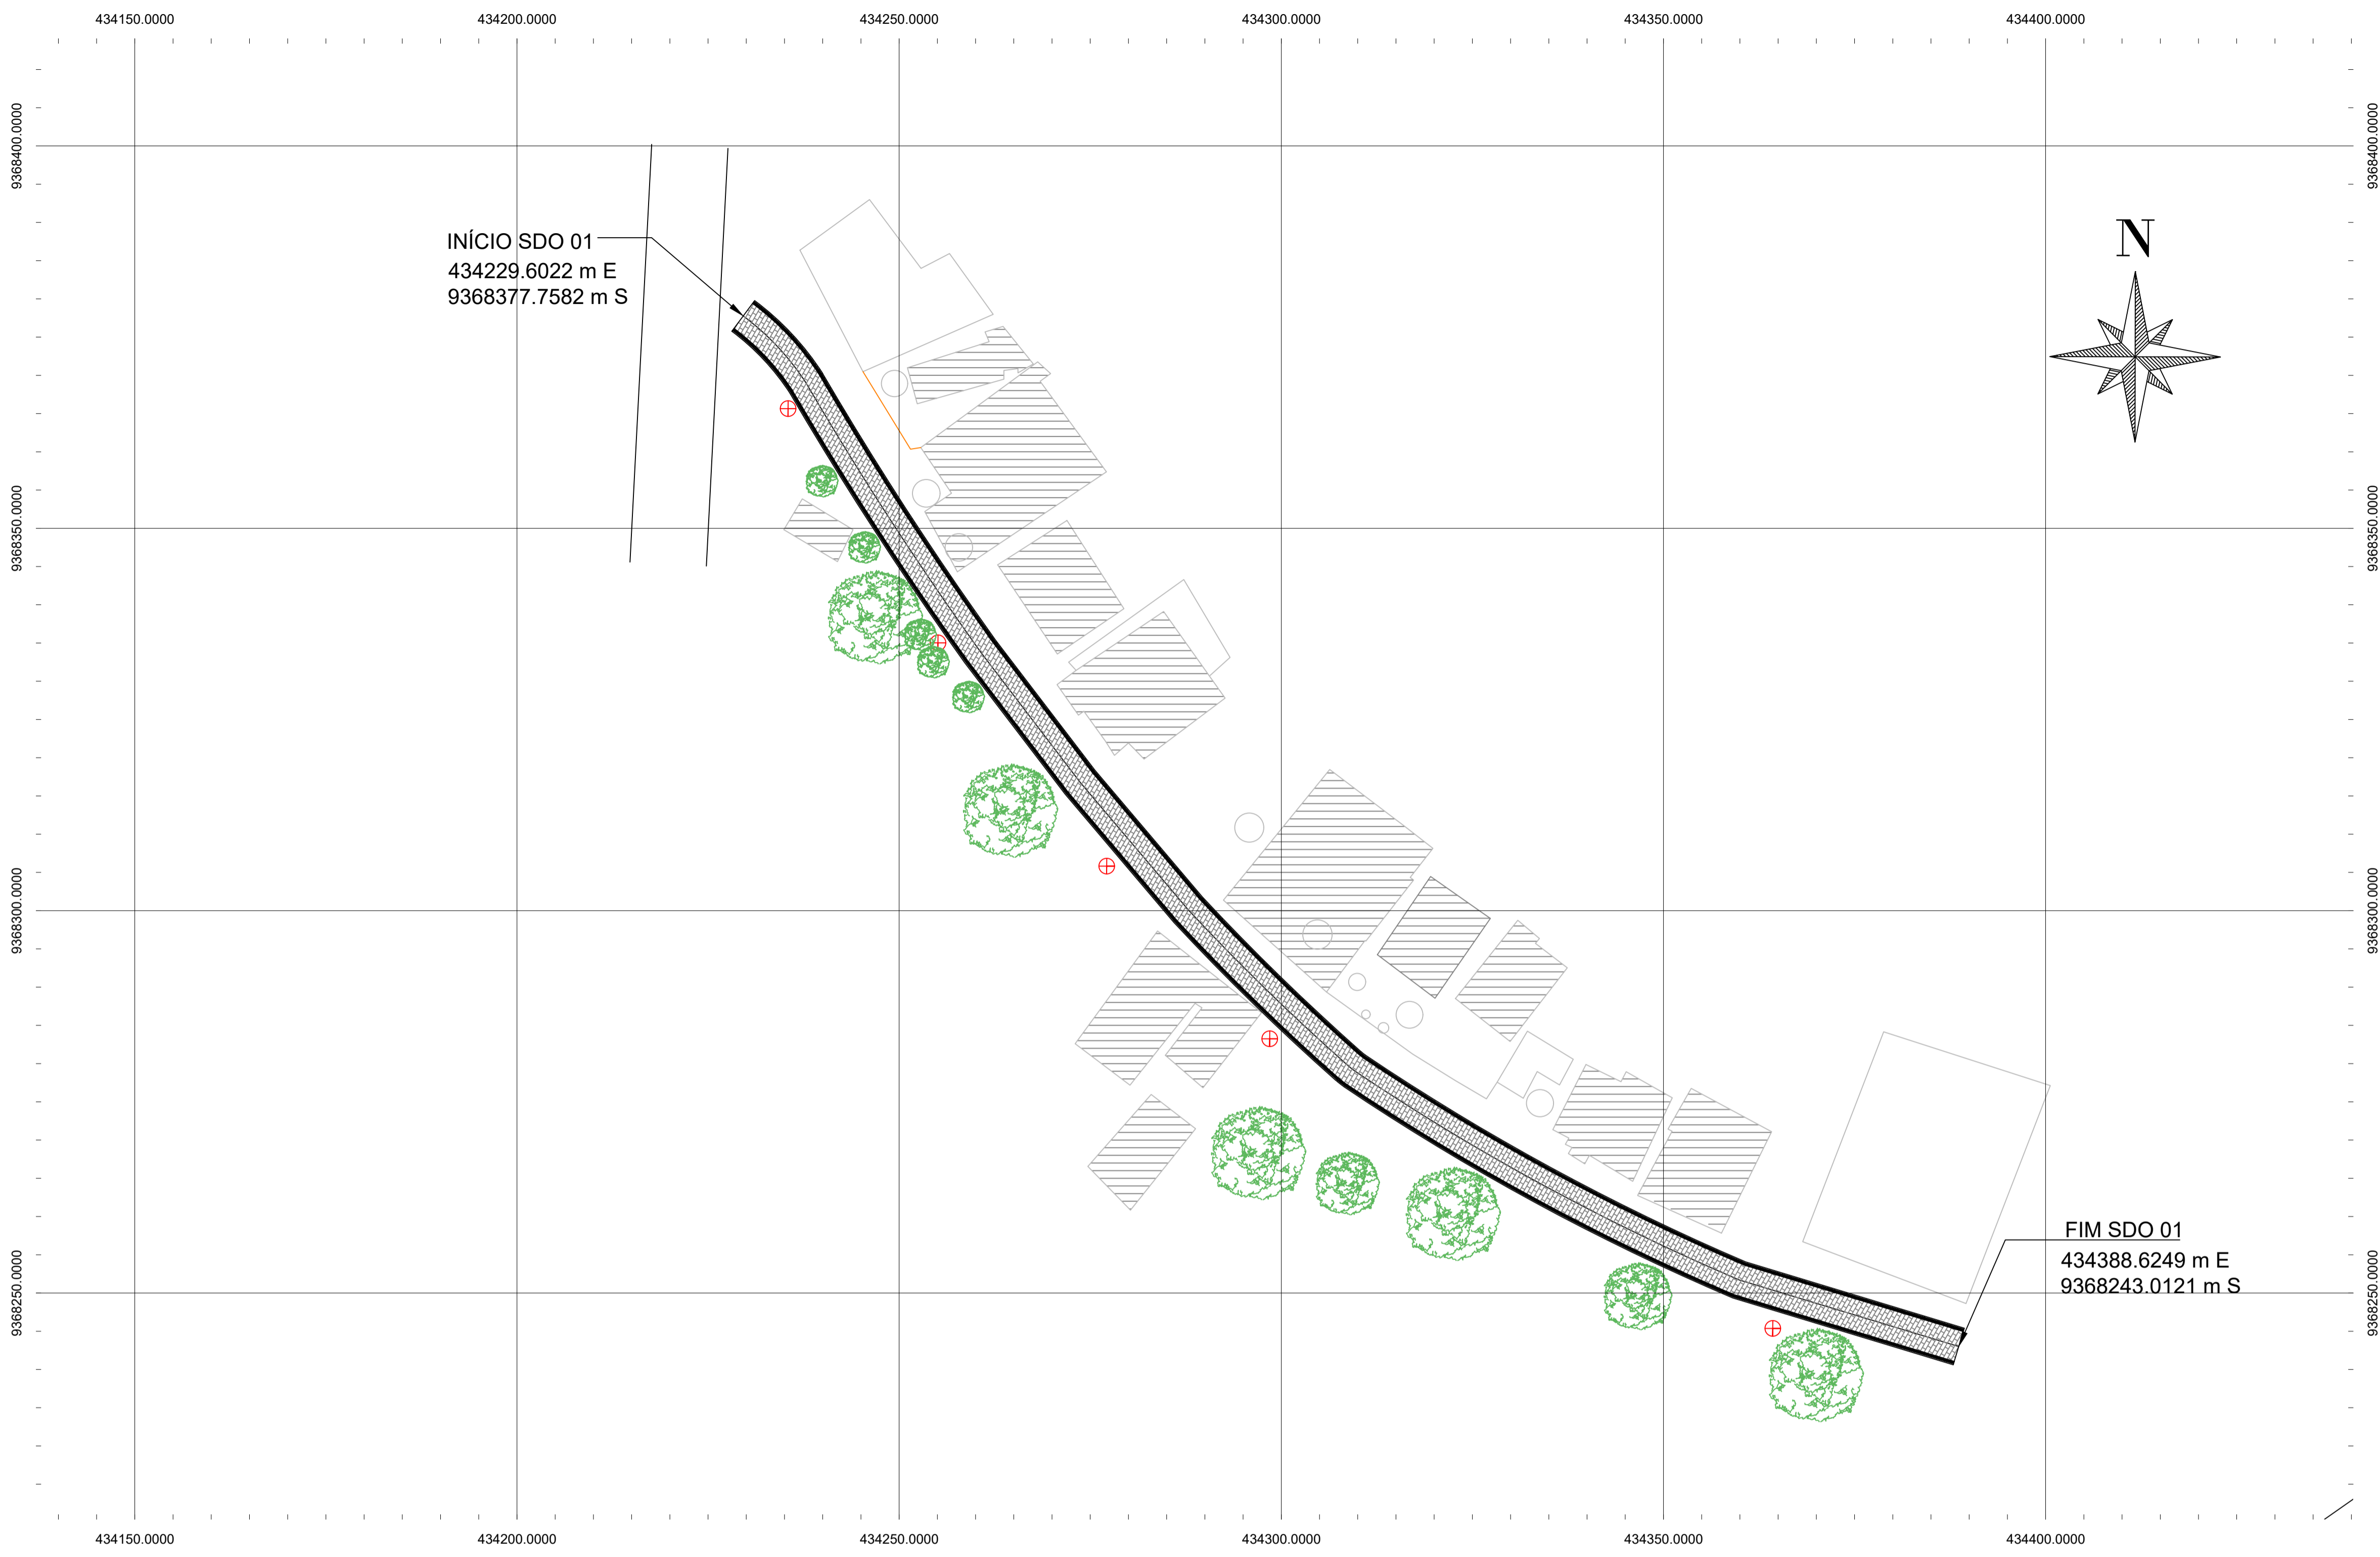 434150.0000 434200.0000 434250.0000 434300.0000 434350.0000 434400.0000
9368400.0000 9368400.0000
N
INÍCIO SDO 01
434229.6022 m E
9368377.7582 m S
9368350.0000 9368350.0000
9368300.0000 9368300.0000
FIM SDO 01
434388.6249 m E
9368243.0121 m S
9368250.0000 9368250.0000
434150.0000 434200.0000 434250.0000 434300.0000 434350.0000 434400.0000